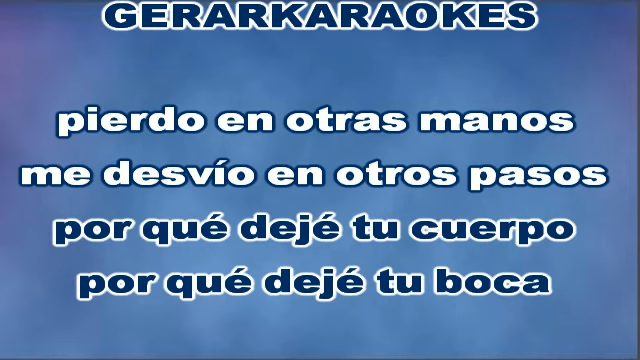 GERARKARAOKES
pierdo en otras manos
me desvío en otros pasos
por qué dejé tu cuerpo
por qué dejé tu boca